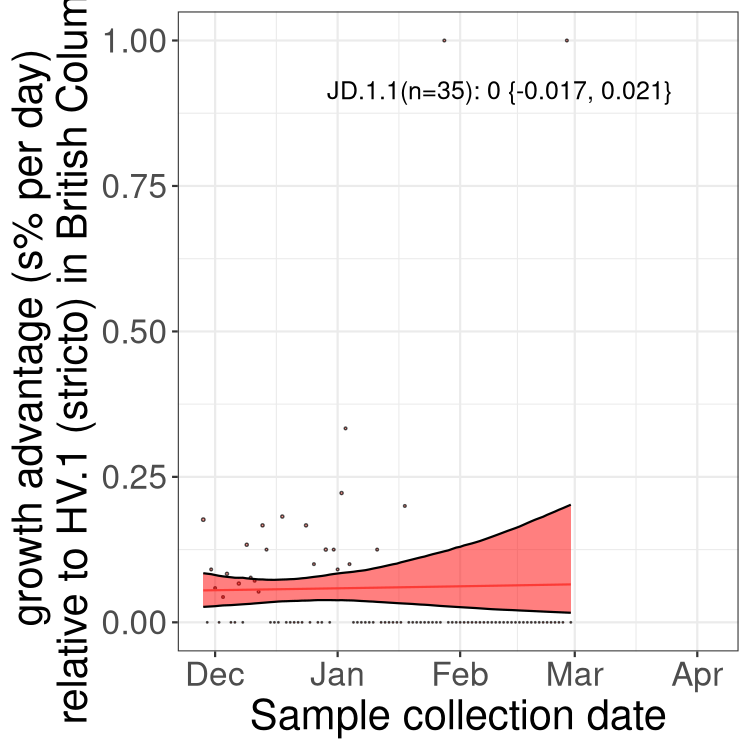 growth advantage (s% per day)
relative to HV.1 (stricto) in British Colum
1.00
0.75
0.50
0.25
0.00
JD.1.1(n=35): 0 {-0.017, 0.021}
Dec Jan Feb Mar Apr
Sample collection date